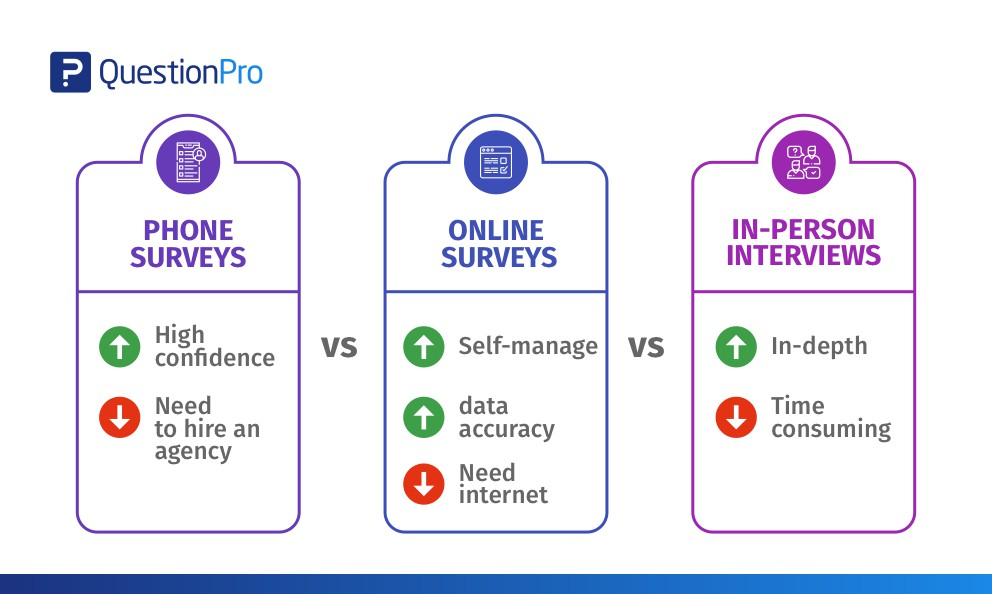 QuestionPro
PHONE
SURVEYS
High
confidence
Need
to hire an
agency
vs
ONLINE
SURVEYS
Self-manage
data
accuracy
Need
internet
vs
IN-PERSON
INTERVIEWS
In-depth
Time
consuming